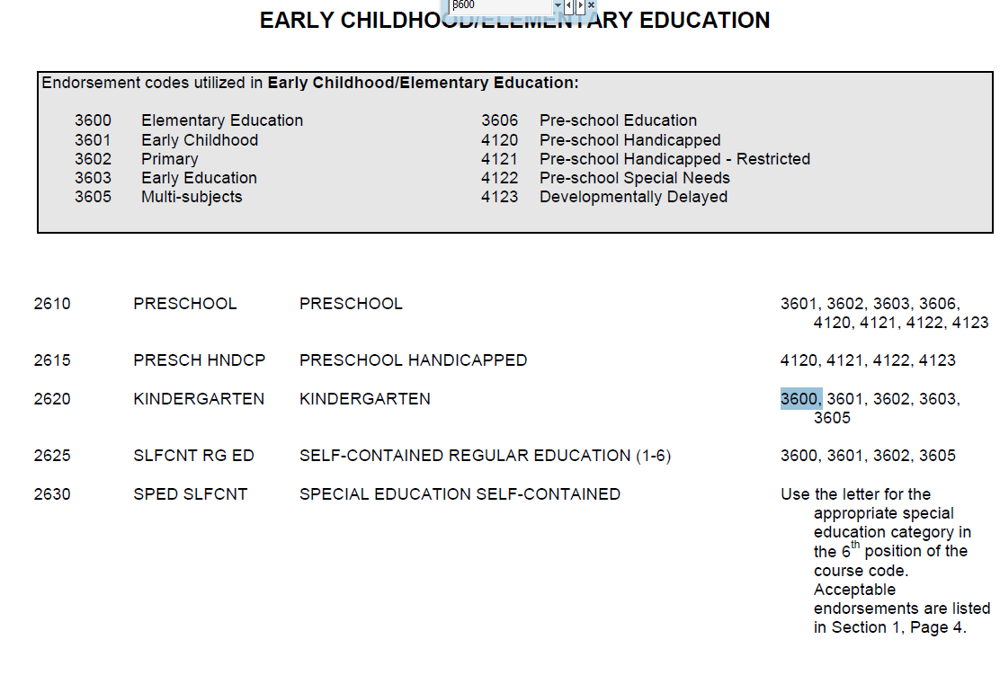 3600
EARLY CHILDHOOD/ELEMENTARY EDUCATION
Endorsement codes utilized in Early Childhood/Elementary Education:
3600 Elementary Education 3606 Pre-school Education
3601 Early Childhood 4120 Pre-school Handicapped
3602 Primary 4121 Pre-school Handicapped - Restricted
3603 Early Education 4122 Pre-school Special Needs
3605 Multi-subjects 4123 Developmentally Delayed
2610 PRESCHOOL PRESCHOOL 3601, 3602, 3603, 3606,
4120, 4121, 4122, 4123
2615 PRESCH HNDCP PRESCHOOL HANDICAPPED 4120, 4121, 4122, 4123
2620 KINDERGARTEN KINDERGARTEN 3600, 3601, 3602, 3603,
3605
2625 SLFCNT RG ED SELF-CONTAINED REGULAR EDUCATION (1-6) 3600, 3601, 3602, 3605
2630 SPED SLFCNT SPECIAL EDUCATION SELF-CONTAINED Use the letter for the
appropriate special
education category in
the 6th position of the
course code.
Acceptable
endorsements are listed
in Section 1, Page 4.